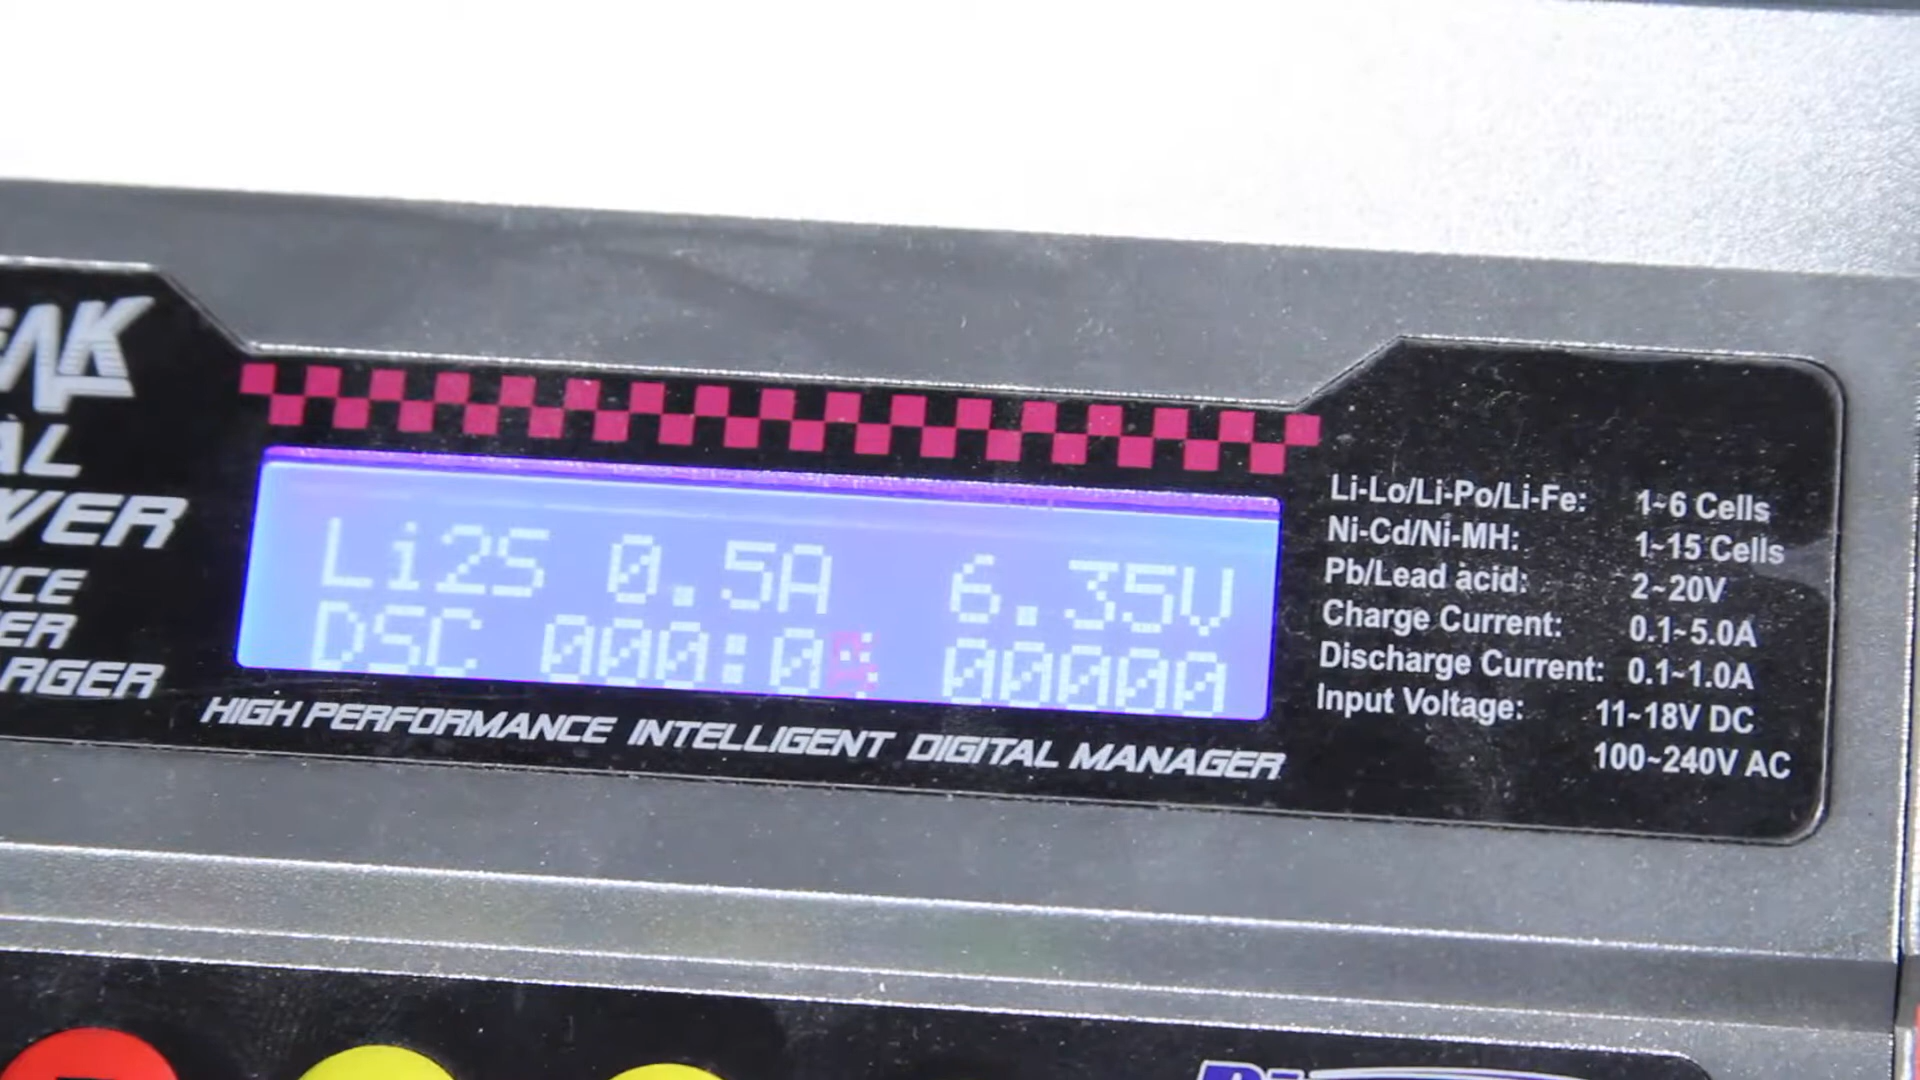 Li2S 0.5A 6.35V
DSC 000:0 00000
HIGH PERFORMANCE INTELLIGENT DIGITAL MANAGER
Li-Lo/Li-Po/Li-Fe: 1~6 Cells
Ni-Cd/Ni-MH: 1~15 Cells
Pb/Lead acid: 2~20V
Charge Current: 0.1~5.0A
Discharge Current: 0.1~1.0A
Input Voltage: 11~18V DC
100~240V AC
EAK
AL
WER
ICE
ER
RGER